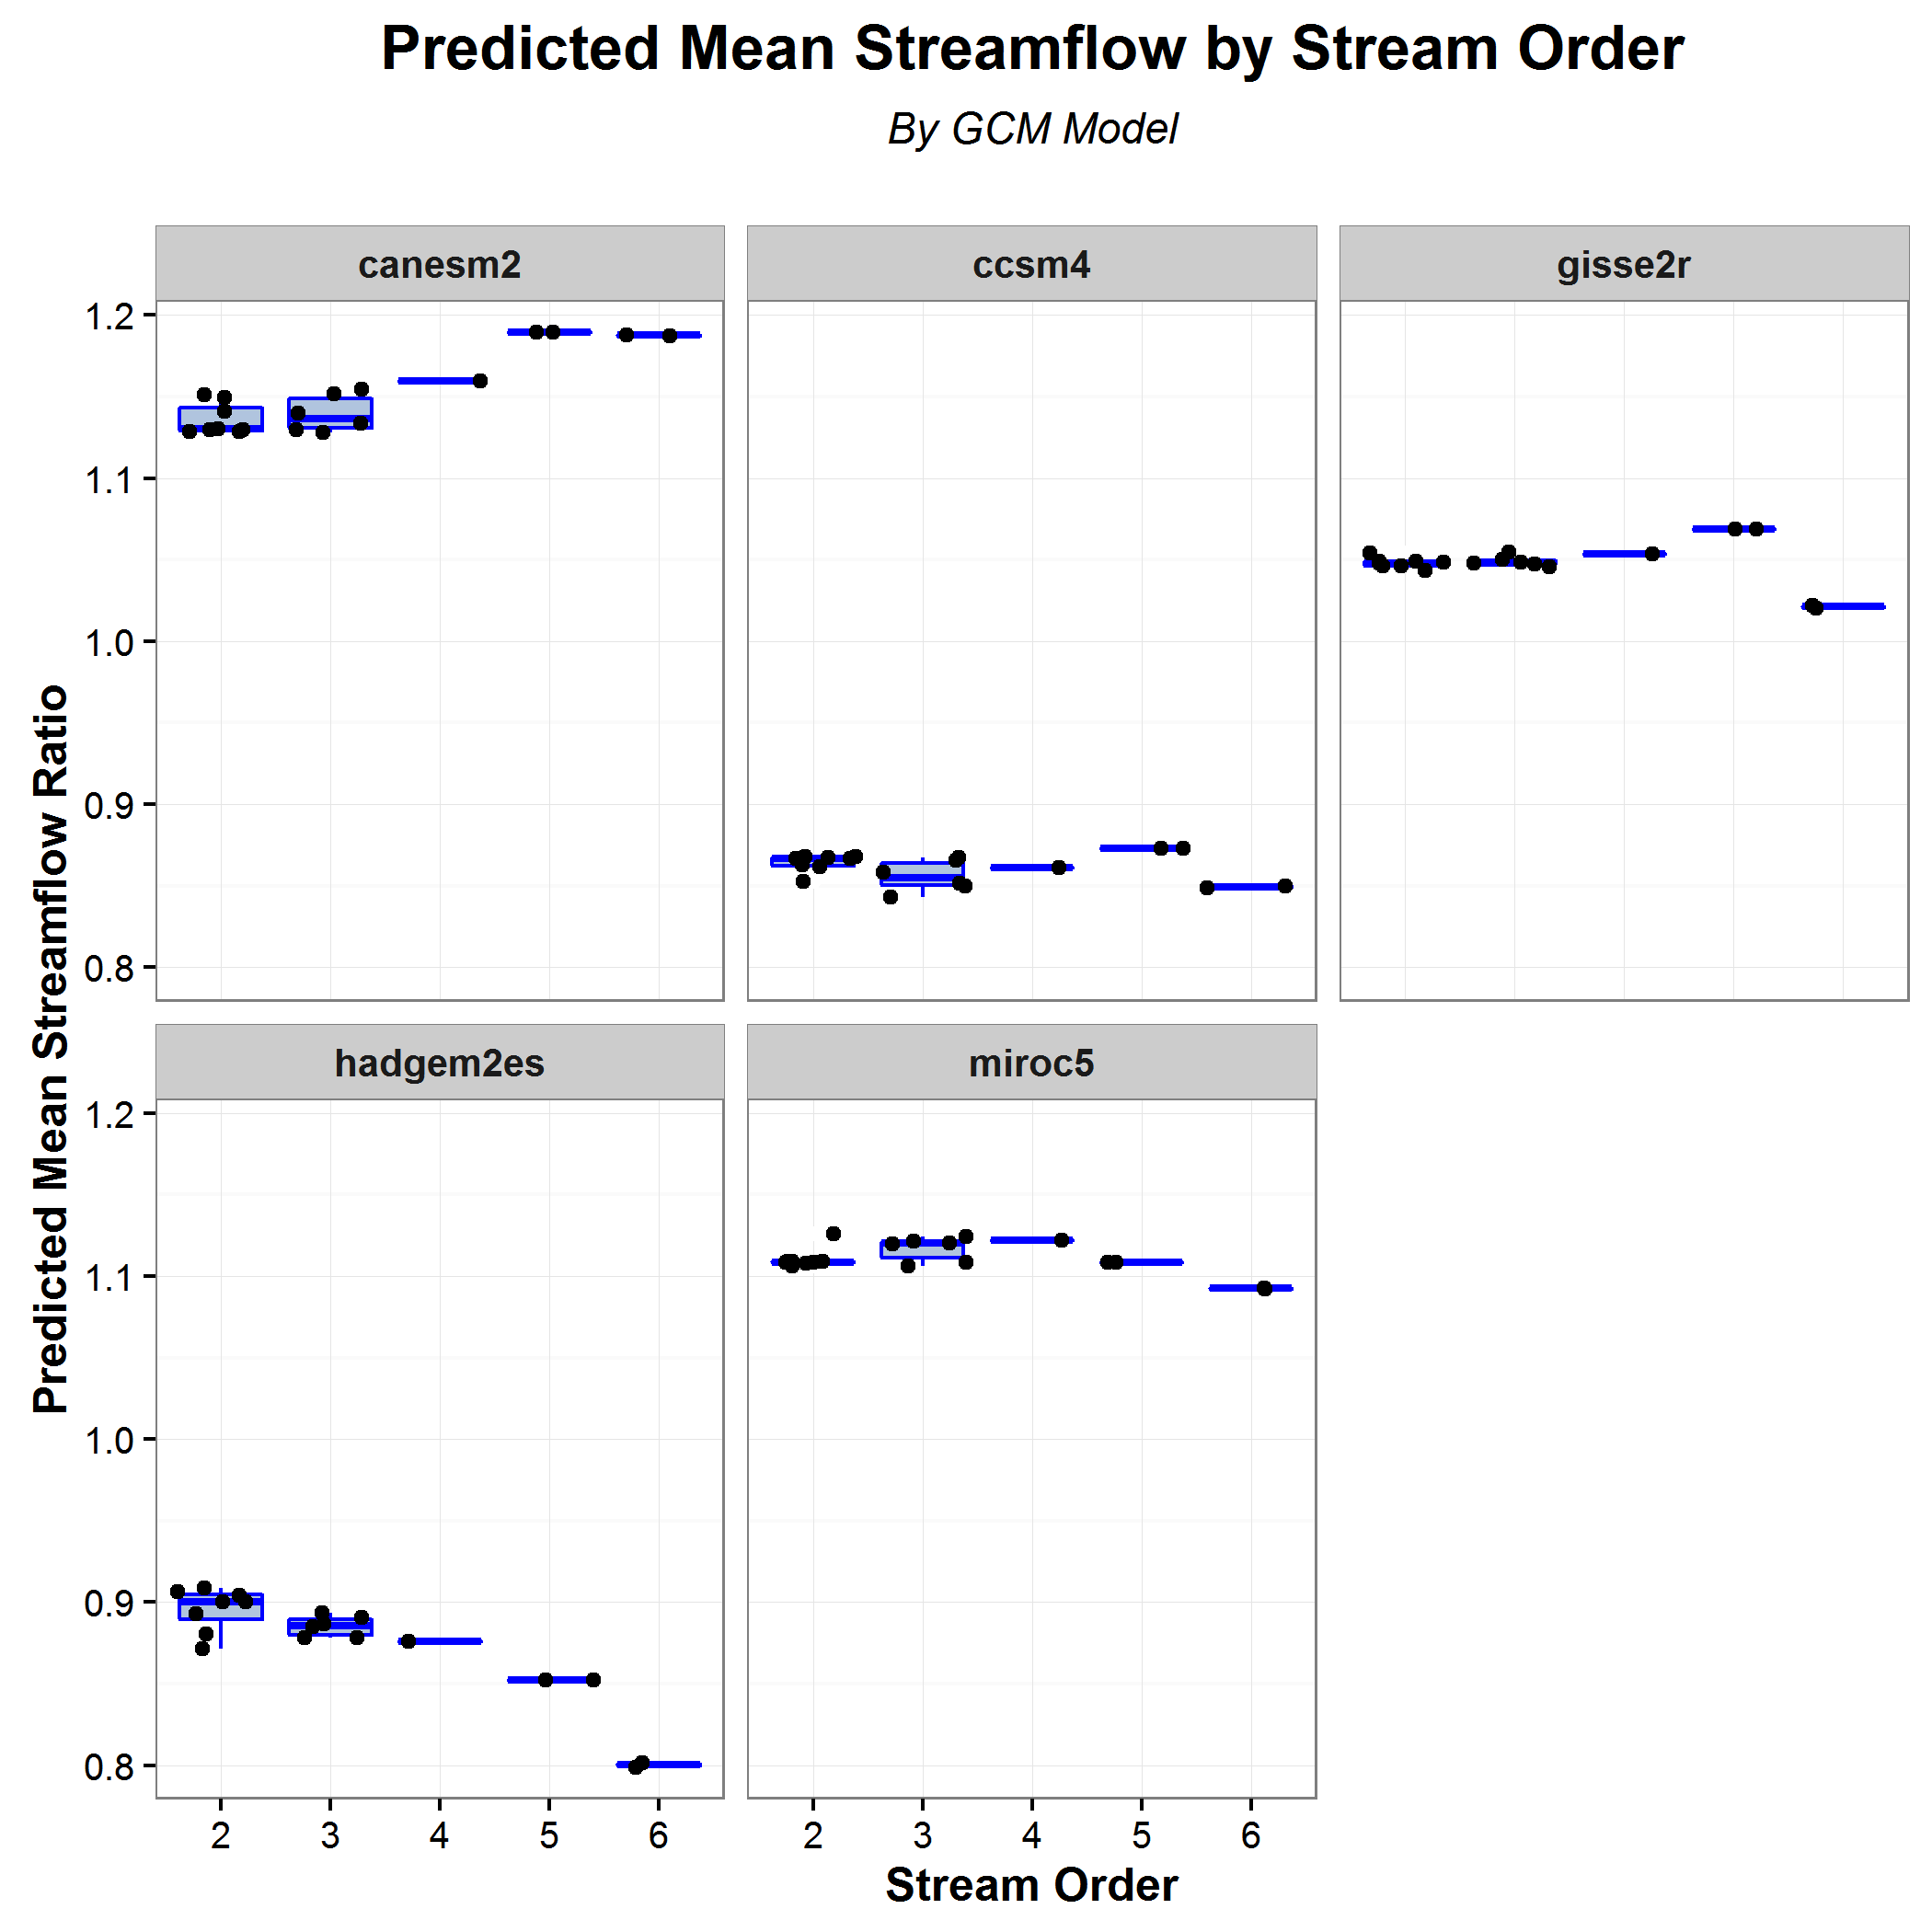 Predicted Mean Streamflow by Stream Order
By GCM Model
canesm2
ccsm4
gisse2r
1.2
1.1
1.0
0.9
0.8
Predicted Mean Streamflow Ratio
hadgem2es
miroc5
1.2
1.1
1.0
0.9
0.8
2 3 4 5 6
2 3 4 5 6
Stream Order